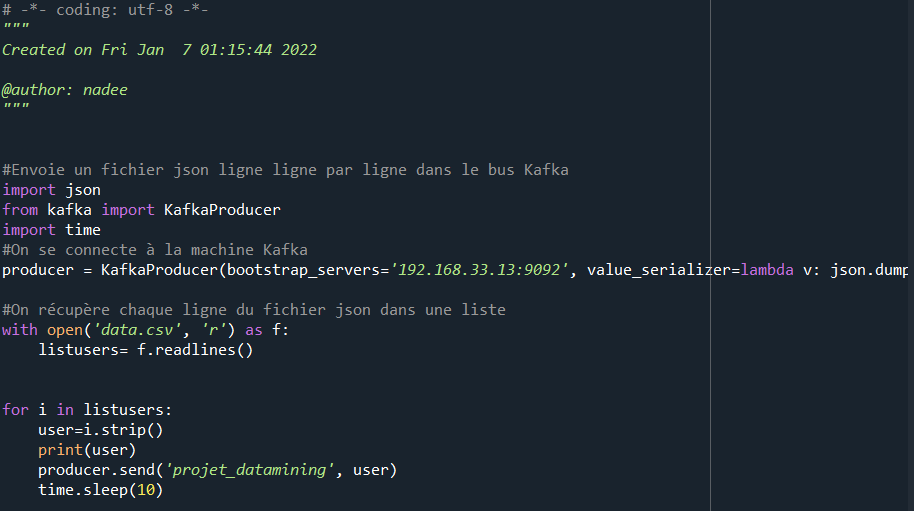 # -*- coding: utf-8 -*-
"""
Created on Fri Jan  7 01:15:44 2022
@author: nadee
"""
#Envoie un fichier json ligne ligne par ligne dans le bus Kafka
import json
from kafka import KafkaProducer
import time
#On se connecte à la machine Kafka
producer = KafkaProducer(bootstrap_servers='192.168.33.13:9092', value_serializer=lambda v: json.dump
#On récupère chaque ligne du fichier json dans une liste
with open('data.csv', 'r') as f:
    listusers= f.readlines()
for i in listusers:
    user=i.strip()
    print(user)
    producer.send('projet_datamining', user)
    time.sleep(10)